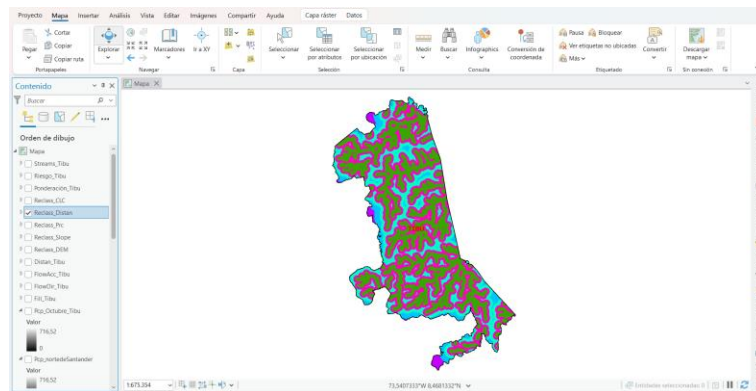 Proyecto Mapa Insertar Análisis Vista Editar Imágenes Compartir Ayuda Capa ráster Datos
Pegar
Cortar
Copiar
Copiar ruta
Portapapeles
Explorar
Marcadores
Ir a XY
Navegar
Capa
Seleccionar
Seleccionar por atributos
Seleccionar por ubicación
Selección
Medir
Buscar
Infographics
Conversión de coordenada
Consulta
Pausa Bloquear
Ver etiquetas no ubicadas
Más
Convertir
Etiquetado
Descargar mapa
Sin conexión
Contenido
Mapa
Buscar
Orden de dibujo
Mapa
Streams_Tibu
Riesgo_Tibu
Ponderación_Tibu
Reclass_CLC
Reclass_Distan
Reclass_Prc
Reclass_Slope
Reclass_DEM
Distan_Tibu
FlowAcc_Tibu
FlowDir_Tibu
Fill_Tibu
Pcp_Octubre_Tibu
Valor
716,52
0
Pcp_nortedeSantander
Valor
716,52
TIBÚ
1:675.354
73,5407333°W 8,4681332°N
Entidades seleccionadas: 0